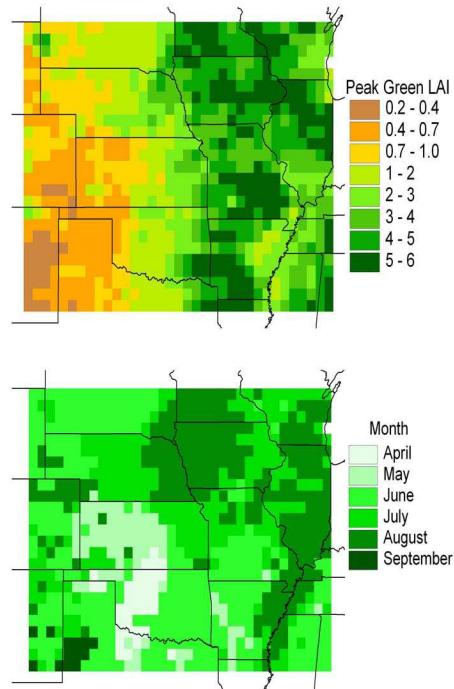 Peak Green LAI
0.2 - 0.4
0.4 - 0.7
0.7 - 1.0
1 - 2
2 - 3
3 - 4
4 - 5
5 - 6
Month
April
May
June
July
August
September